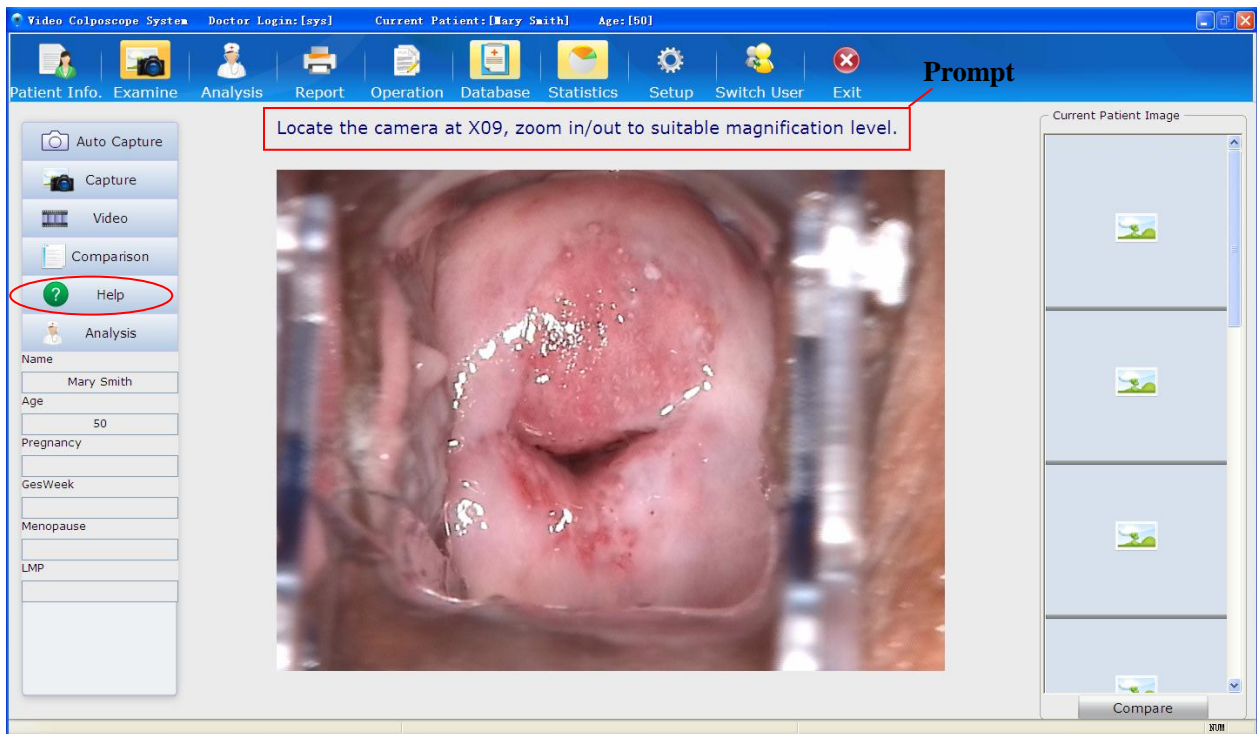 Video Colposcope System Doctor Login:[sys] Current Patient:[Mary Smith] Age:[50]
Patient Info. Examine Analysis Report Operation Database Statistics Setup Switch User Exit
Prompt
Locate the camera at X09, zoom in/out to suitable magnification level.
Current Patient Image
Auto Capture
Capture
Video
Comparison
? Help
Analysis
Name
Mary Smith
Age
50
Pregnancy
GesWeek
Menopause
LMP
Compare
NUM